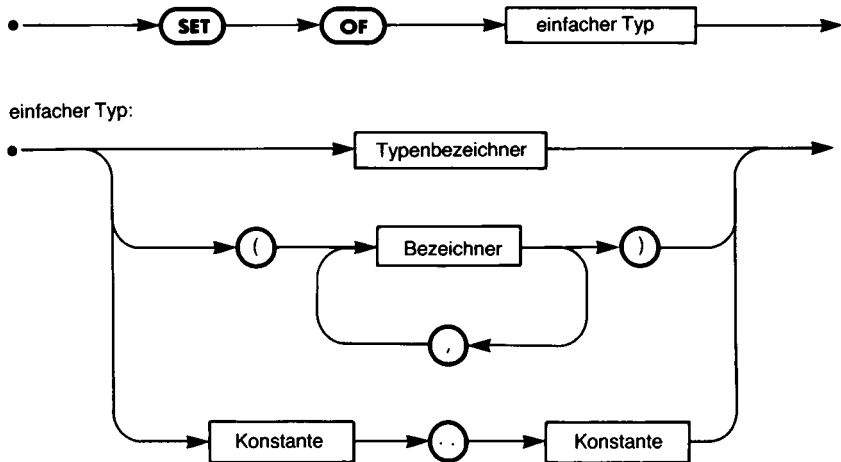 SET OF einfacher Typ
einfacher Typ:
Typenbezeichner
( Bezeichner )
,
Konstante .. Konstante